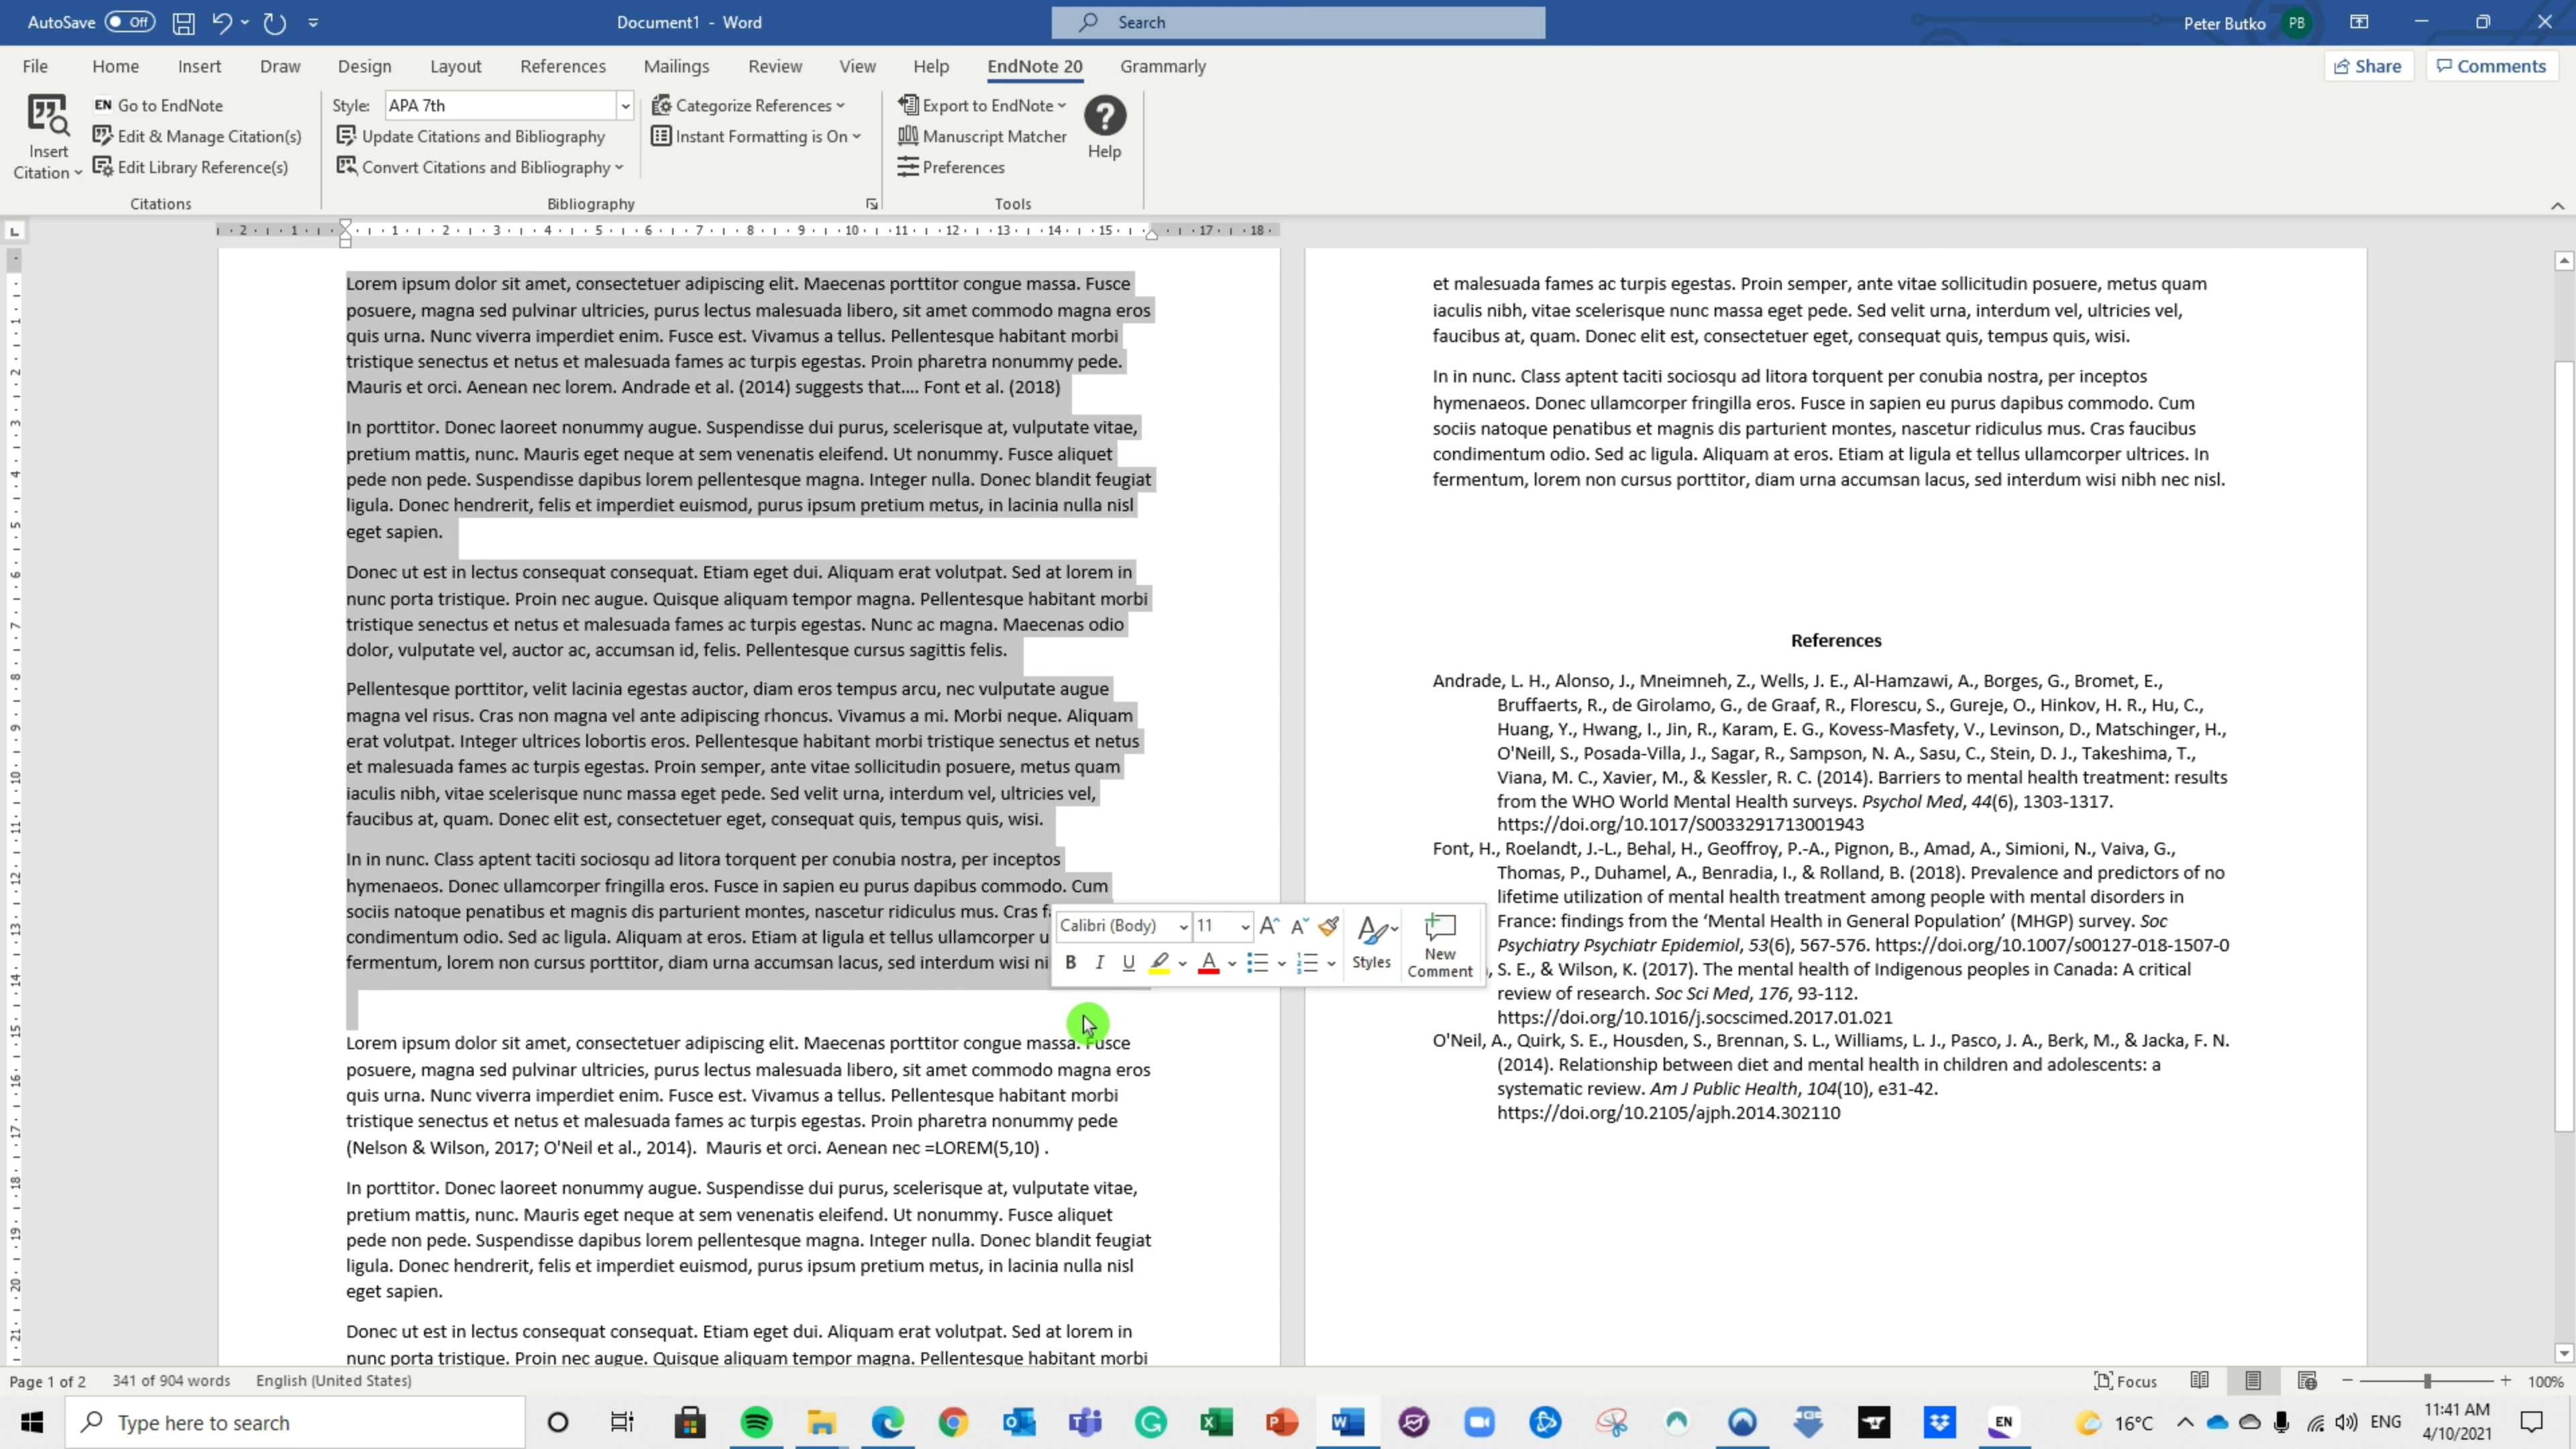 AutoSave Off
Document1 - Word
Search
Peter Butko PB
File Home Insert Draw Design Layout References Mailings Review View Help EndNote 20 Grammarly
Share Comments
Insert Citation
EN Go to EndNote
Edit & Manage Citation(s)
Edit Library Reference(s)
Citations
Style: APA 7th
Update Citations and Bibliography
Convert Citations and Bibliography
Categorize References
Instant Formatting is On
Bibliography
Export to EndNote
Manuscript Matcher
Preferences
Help
Tools
L
2 1 1 2 3 4 5 6 7 8 9 10 11 12 13 14 15 17 18
1
2
3
4
5
6
7
8
9
10
11
12
13
14
15
16
17
18
19
20
21
Lorem ipsum dolor sit amet, consectetuer adipiscing elit. Maecenas porttitor congue massa. Fusce
posuere, magna sed pulvinar ultricies, purus lectus malesuada libero, sit amet commodo magna eros
quis urna. Nunc viverra imperdiet enim. Fusce est. Vivamus a tellus. Pellentesque habitant morbi
tristique senectus et netus et malesuada fames ac turpis egestas. Proin pharetra nonummy pede.
Mauris et orci. Aenean nec lorem. Andrade et al. (2014) suggests that.... Font et al. (2018)
In porttitor. Donec laoreet nonummy augue. Suspendisse dui purus, scelerisque at, vulputate vitae,
pretium mattis, nunc. Mauris eget neque at sem venenatis eleifend. Ut nonummy. Fusce aliquet
pede non pede. Suspendisse dapibus lorem pellentesque magna. Integer nulla. Donec blandit feugiat
ligula. Donec hendrerit, felis et imperdiet euismod, purus ipsum pretium metus, in lacinia nulla nisl
eget sapien.
Donec ut est in lectus consequat consequat. Etiam eget dui. Aliquam erat volutpat. Sed at lorem in
nunc porta tristique. Proin nec augue. Quisque aliquam tempor magna. Pellentesque habitant morbi
tristique senectus et netus et malesuada fames ac turpis egestas. Nunc ac magna. Maecenas odio
dolor, vulputate vel, auctor ac, accumsan id, felis. Pellentesque cursus sagittis felis.
Pellentesque porttitor, velit lacinia egestas auctor, diam eros tempus arcu, nec vulputate augue
magna vel risus. Cras non magna vel ante adipiscing rhoncus. Vivamus a mi. Morbi neque. Aliquam
erat volutpat. Integer ultrices lobortis eros. Pellentesque habitant morbi tristique senectus et netus
et malesuada fames ac turpis egestas. Proin semper, ante vitae sollicitudin posuere, metus quam
iaculis nibh, vitae scelerisque nunc massa eget pede. Sed velit urna, interdum vel, ultricies vel,
faucibus at, quam. Donec elit est, consectetuer eget, consequat quis, tempus quis, wisi.
In in nunc. Class aptent taciti sociosqu ad litora torquent per conubia nostra, per inceptos
hymenaeos. Donec ullamcorper fringilla eros. Fusce in sapien eu purus dapibus commodo. Cum
sociis natoque penatibus et magnis dis parturient montes, nascetur ridiculus mus. Cras
condimentum odio. Sed ac ligula. Aliquam at eros. Etiam at ligula et tellus ullamcorper
fermentum, lorem non cursus porttitor, diam urna accumsan lacus, sed interdum wisi
Lorem ipsum dolor sit amet, consectetuer adipiscing elit. Maecenas porttitor congue massa. Fusce
posuere, magna sed pulvinar ultricies, purus lectus malesuada libero, sit amet commodo magna eros
quis urna. Nunc viverra imperdiet enim. Fusce est. Vivamus a tellus. Pellentesque habitant morbi
tristique senectus et netus et malesuada fames ac turpis egestas. Proin pharetra nonummy pede
(Nelson & Wilson, 2017; O'Neil et al., 2014). Mauris et orci. Aenean nec =LOREM(5,10) .
In porttitor. Donec laoreet nonummy augue. Suspendisse dui purus, scelerisque at, vulputate vitae,
pretium mattis, nunc. Mauris eget neque at sem venenatis eleifend. Ut nonummy. Fusce aliquet
pede non pede. Suspendisse dapibus lorem pellentesque magna. Integer nulla. Donec blandit feugiat
ligula. Donec hendrerit, felis et imperdiet euismod, purus ipsum pretium metus, in lacinia nulla nisl
eget sapien.
Donec ut est in lectus consequat consequat. Etiam eget dui. Aliquam erat volutpat. Sed at lorem in
nunc porta tristique. Proin nec augue. Quisque aliquam tempor magna. Pellentesque habitant morbi
Calibri (Body) 11 A A
B I U A Styles New Comment
et malesuada fames ac turpis egestas. Proin semper, ante vitae sollicitudin posuere, metus quam
iaculis nibh, vitae scelerisque nunc massa eget pede. Sed velit urna, interdum vel, ultricies vel,
faucibus at, quam. Donec elit est, consectetuer eget, consequat quis, tempus quis, wisi.
In in nunc. Class aptent taciti sociosqu ad litora torquent per conubia nostra, per inceptos
hymenaeos. Donec ullamcorper fringilla eros. Fusce in sapien eu purus dapibus commodo. Cum
sociis natoque penatibus et magnis dis parturient montes, nascetur ridiculus mus. Cras faucibus
condimentum odio. Sed ac ligula. Aliquam at eros. Etiam at ligula et tellus ullamcorper ultrices. In
fermentum, lorem non cursus porttitor, diam urna accumsan lacus, sed interdum wisi nibh nec nisl.
References
Andrade, L. H., Alonso, J., Mneimneh, Z., Wells, J. E., Al-Hamzawi, A., Borges, G., Bromet, E.,
Bruffaerts, R., de Girolamo, G., de Graaf, R., Florescu, S., Gureje, O., Hinkov, H. R., Hu, C.,
Huang, Y., Hwang, I., Jin, R., Karam, E. G., Kovess-Masfety, V., Levinson, D., Matschinger, H.,
O'Neill, S., Posada-Villa, J., Sagar, R., Sampson, N. A., Sasu, C., Stein, D. J., Takeshima, T.,
Viana, M. C., Xavier, M., & Kessler, R. C. (2014). Barriers to mental health treatment: results
from the WHO World Mental Health surveys. Psychol Med, 44(6), 1303-1317.
https://doi.org/10.1017/S0033291713001943
Font, H., Roelandt, J.-L., Behal, H., Geoffroy, P.-A., Pignon, B., Amad, A., Simioni, N., Vaiva, G.,
Thomas, P., Duhamel, A., Benradia, I., & Rolland, B. (2018). Prevalence and predictors of no
lifetime utilization of mental health treatment among people with mental disorders in
France: findings from the ‘Mental Health in General Population’ (MHGP) survey. Soc
Psychiatry Psychiatr Epidemiol, 53(6), 567-576. https://doi.org/10.1007/s00127-018-1507-0
, S. E., & Wilson, K. (2017). The mental health of Indigenous peoples in Canada: A critical
review of research. Soc Sci Med, 176, 93-112.
https://doi.org/10.1016/j.socscimed.2017.01.021
O'Neil, A., Quirk, S. E., Housden, S., Brennan, S. L., Williams, L. J., Pasco, J. A., Berk, M., & Jacka, F. N.
(2014). Relationship between diet and mental health in children and adolescents: a
systematic review. Am J Public Health, 104(10), e31-42.
https://doi.org/10.2105/ajph.2014.302110
Page 1 of 2 341 of 904 words English (United States)
Focus 100%
Type here to search
EN
16°C ENG
11:41 AM
4/10/2021